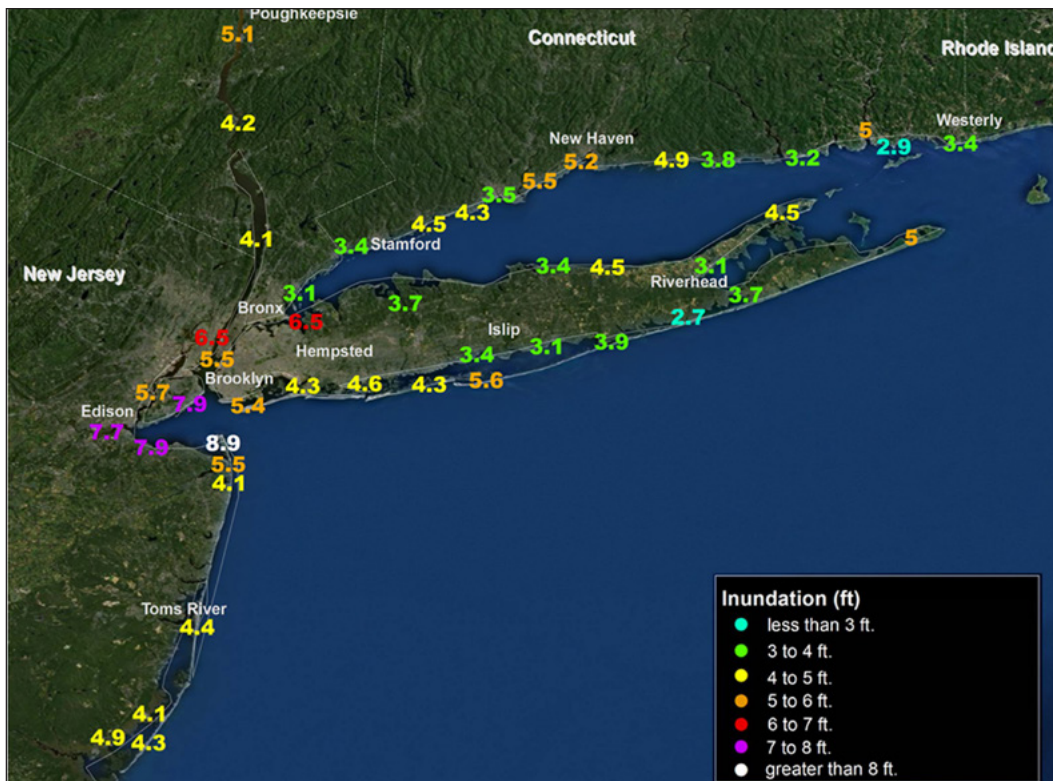 Poughkeepsie
5.1
Connecticut
Rhode Island
4.2
Westerly
5
New Haven
2.9
3.4
5.2
4.9
3.8
3.2
5.5
3.5
4.3
4.5
4.5
4.1
Stamford
3.4
5
New Jersey
3.4
4.5
3.1
Riverhead
3.1
3.7
3.7
Bronx
6.5
2.7
6.5
Islip
3.9
5.5
Hempsted
3.4
3.1
Brooklyn
4.3
4.6
4.3
5.6
5.7
7.9
5.4
Edison
7.7
7.9
8.9
5.5
4.1
Toms River
4.4
4.1
4.9
4.3
Inundation (ft)
less than 3 ft.
3 to 4 ft.
4 to 5 ft.
5 to 6 ft.
6 to 7 ft.
7 to 8 ft.
greater than 8 ft.